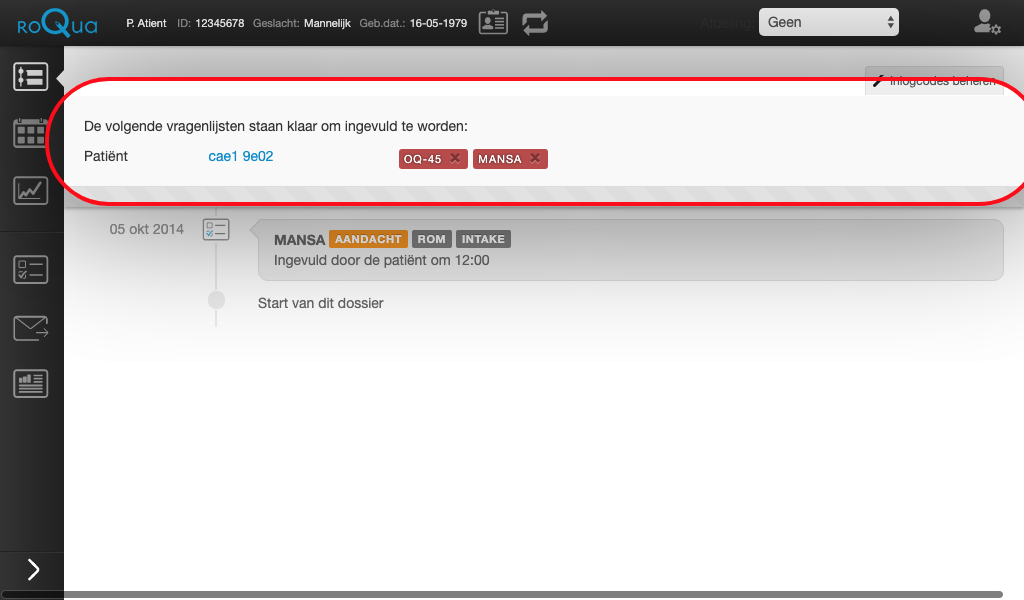 roQua P. Atient ID: 12345678 Geslacht: Mannelijk Geb.dat.: 16-05-1979 Afdeling: Geen
Inlogcodes beheren
De volgende vragenlijsten staan klaar om ingevuld te worden:
Patiënt cae1 9e02 OQ-45 × MANSA ×
05 okt 2014 MANSA AANDACHT ROM INTAKE
Ingevuld door de patiënt om 12:00
Start van dit dossier